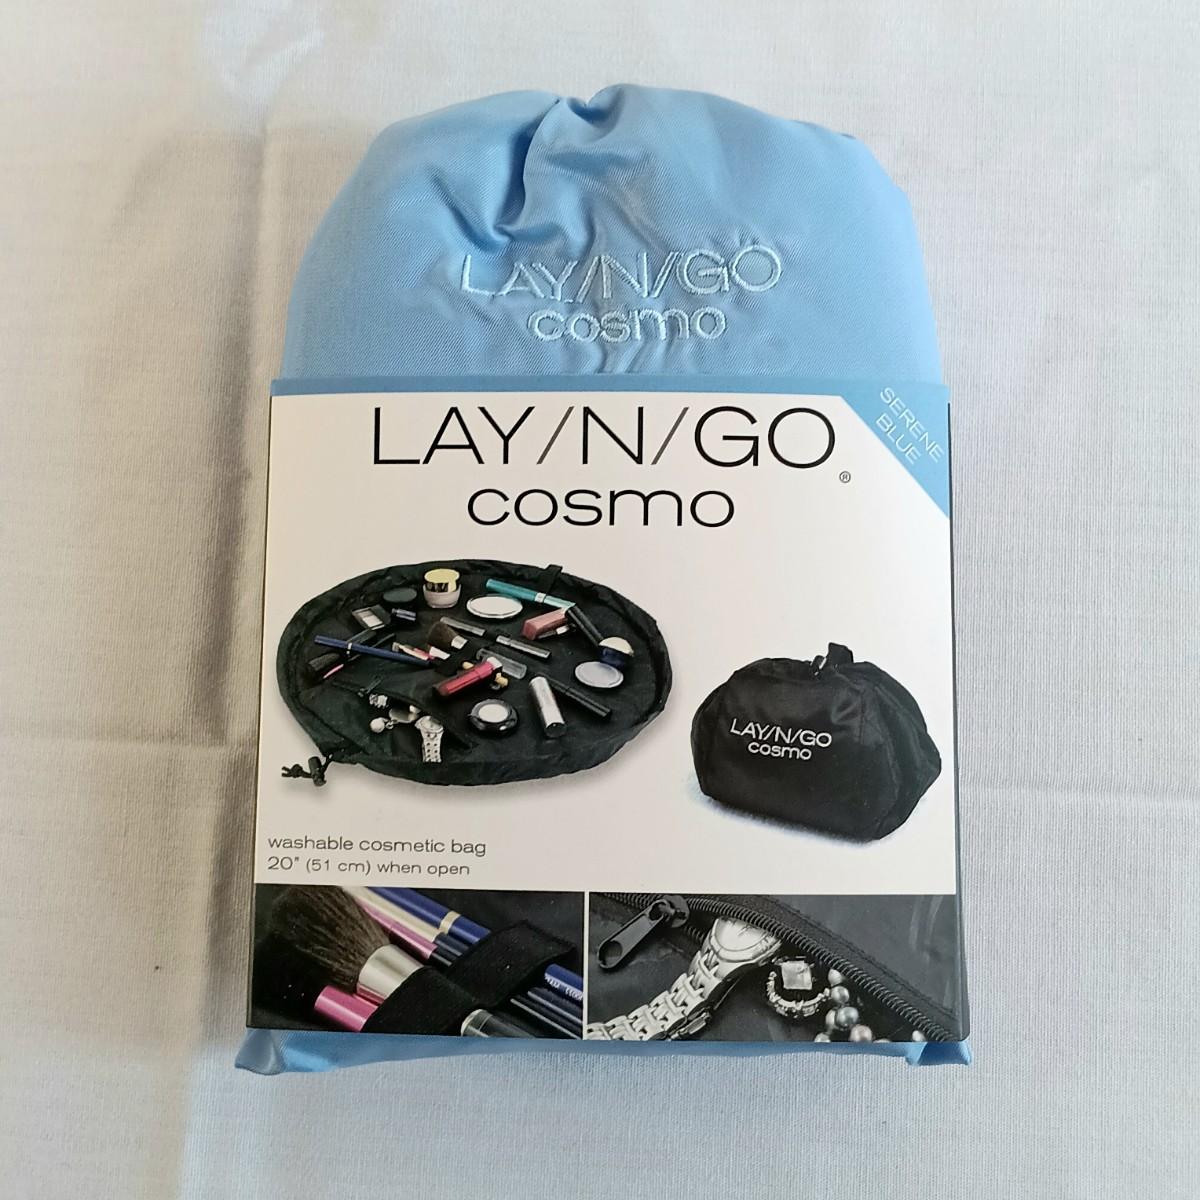 LAY/N/GO
cosmo
LAY/N/GO®
cosmo
SERENE
BLUE
LAY/N/GO
cosmo
washable cosmetic bag
20" (51 cm) when open